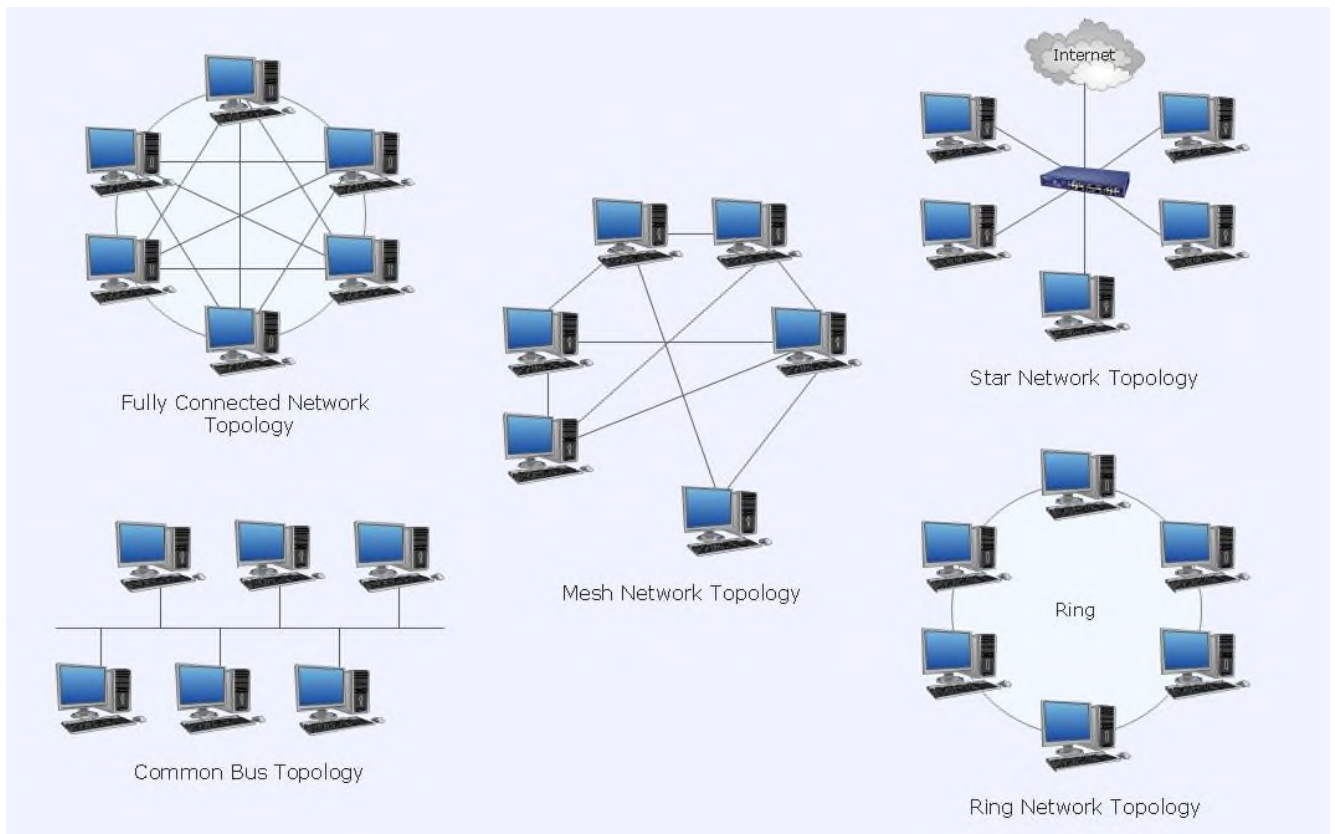 Internet
Fully Connected Network
Topology
Mesh Network Topology
Star Network Topology
Common Bus Topology
Ring
Ring Network Topology